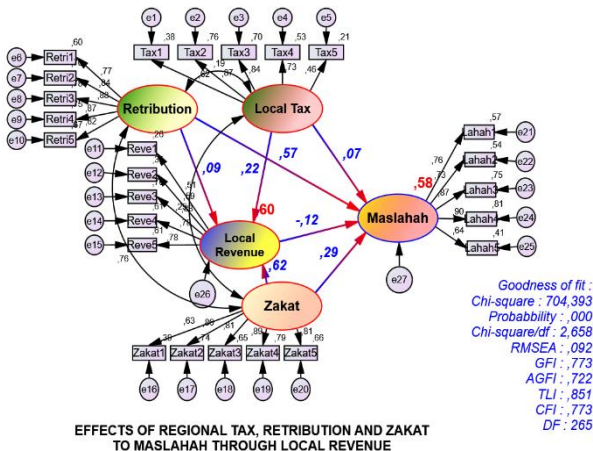 e1 e2 e3 e4 e5
,38 ,76 ,70 ,53 ,21
Tax1 Tax2 Tax3 Tax4 Tax5
,62 ,87 ,84 ,73 ,46
,19
e6 Retri1 ,60
e7 Retri2
e8 Retri3
e9 Retri4
e10 Retri5
,77
,84
,88
,87
,82
Retribution
Local Tax
,09
,22
,57
,07
e11 Reve1
e12 Reve2
e13 Reve3
e14 Reve4
e15 Reve5
,26
,51
,61
,81
,78
,76
Local
Revenue
,60
e26
-,12
,62
,29
Maslahah
,58
e27
,57
Lahah1 e21
,54
Lahah2 e22
,75
Lahah3 e23
,81
Lahah4 e24
,41
Lahah5 e25
,76
,73
,87
,90
,64
Zakat
,63 ,81 ,89 ,81
,39 ,74 ,65 ,79 ,66
Zakat1 Zakat2 Zakat3 Zakat4 Zakat5
e16 e17 e18 e19 e20
Goodness of fit :
Chi-square : 704,393
Probabbility : ,000
Chi-square/df : 2,658
RMSEA : ,092
GFI : ,773
AGFI : ,722
TLI : ,851
CFI : ,773
DF : 265
EFFECTS OF REGIONAL TAX, RETRIBUTION AND ZAKAT
TO MASLAHAH THROUGH LOCAL REVENUE